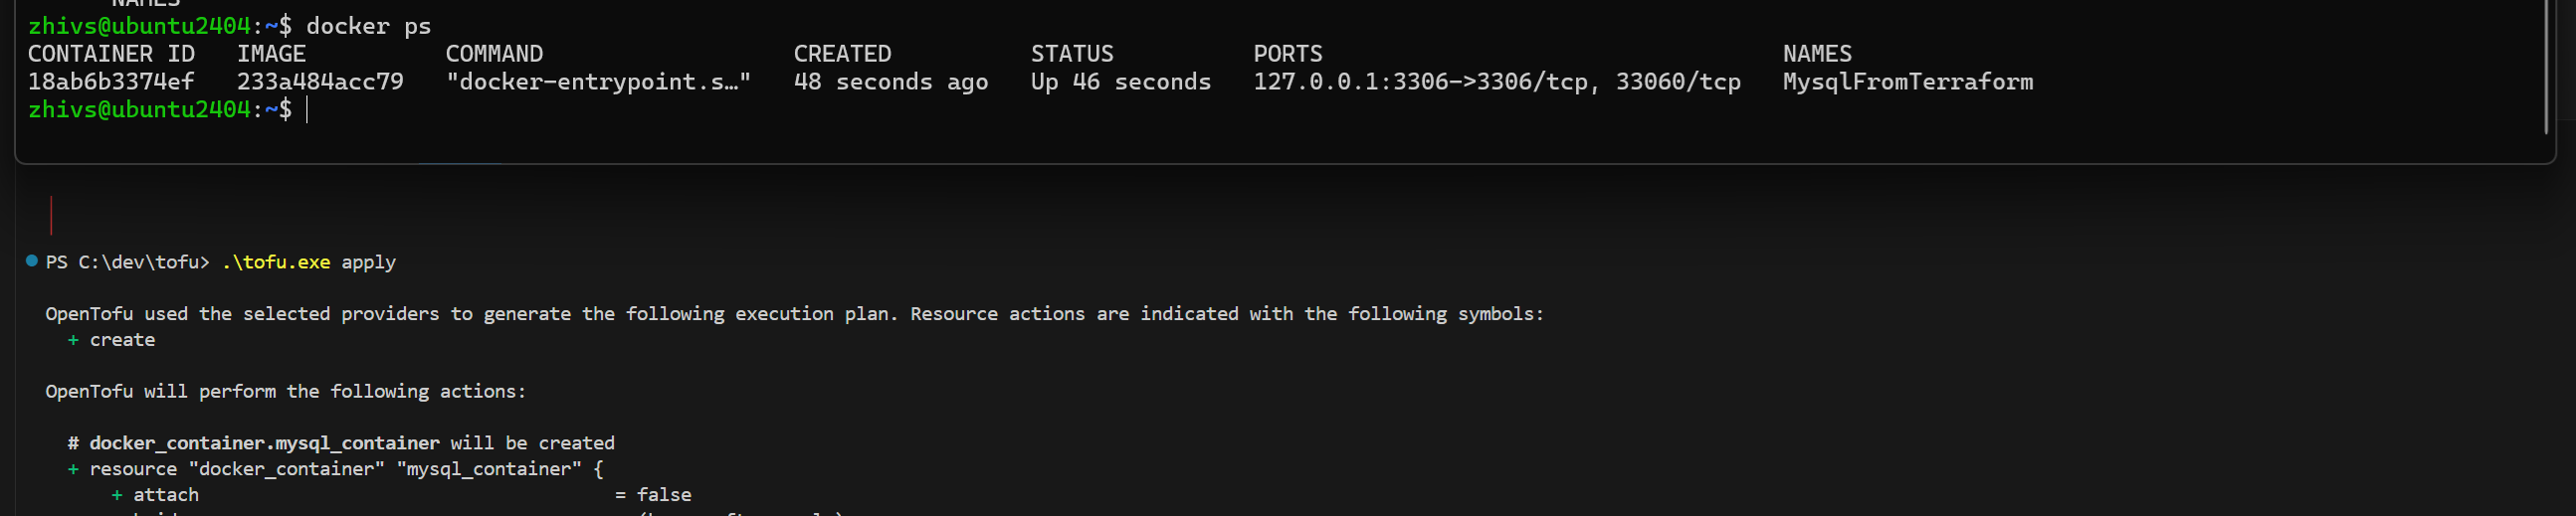 NAMES
zhivs@ubuntu2404:~$ docker ps
CONTAINER ID   IMAGE          COMMAND                  CREATED          STATUS          PORTS                                 NAMES
18ab6b3374ef   233a484acc79   "docker-entrypoint.s…"   48 seconds ago   Up 46 seconds   127.0.0.1:3306->3306/tcp, 33060/tcp   MysqlFromTerraform
zhivs@ubuntu2404:~$
PS C:\dev\tofu> .\tofu.exe apply
OpenTofu used the selected providers to generate the following execution plan. Resource actions are indicated with the following symbols:
+ create
OpenTofu will perform the following actions:
# docker_container.mysql_container will be created
+ resource "docker_container" "mysql_container" {
+ attach = false